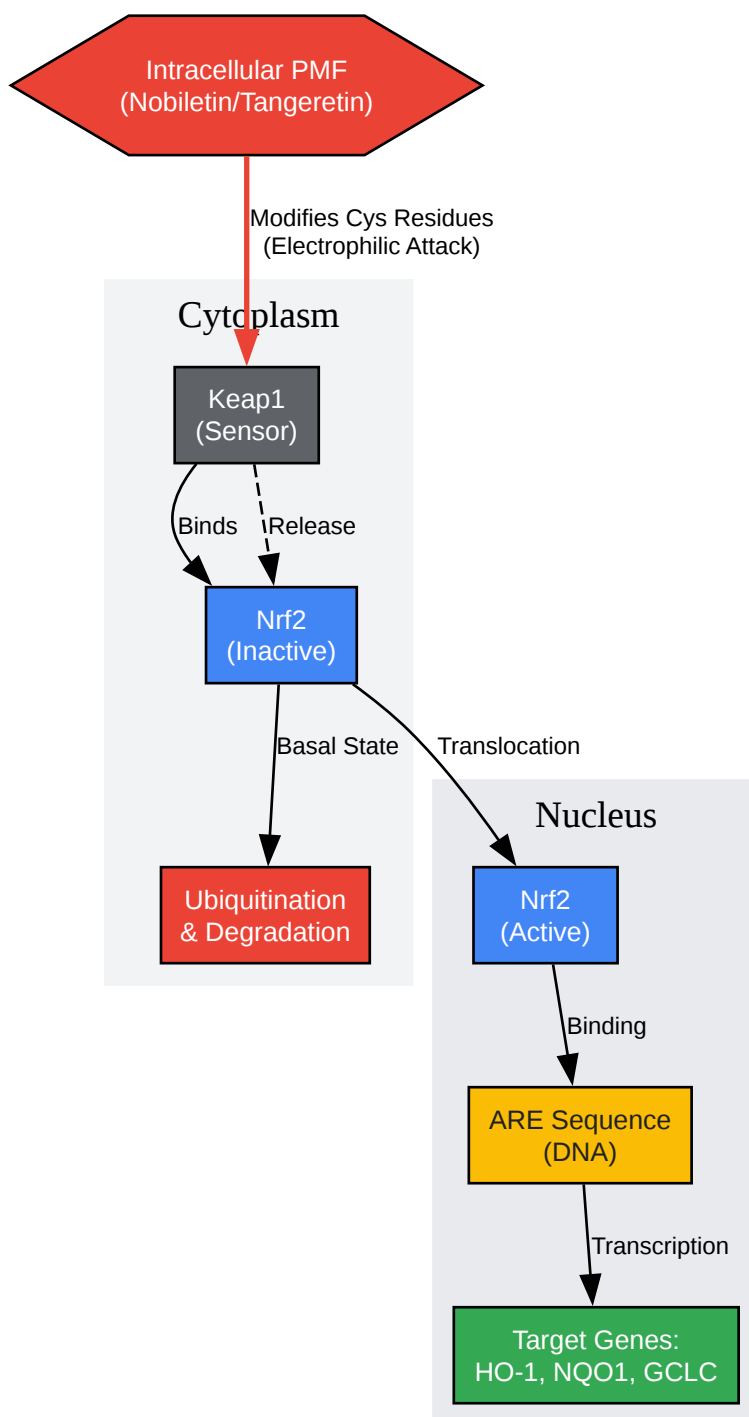 Intracellular PMF
(Nobiletin/Tangeretin)
Modifies Cys Residues
(Electrophilic Attack)
Cytoplasm
Keap1
(Sensor)
Binds
Release
Nrf2
(Inactive)
Basal State
Translocation
Nucleus
Ubiquitination
& Degradation
Nrf2
(Active)
Binding
ARE Sequence
(DNA)
Transcription
Target Genes:
HO-1, NQO1, GCLC